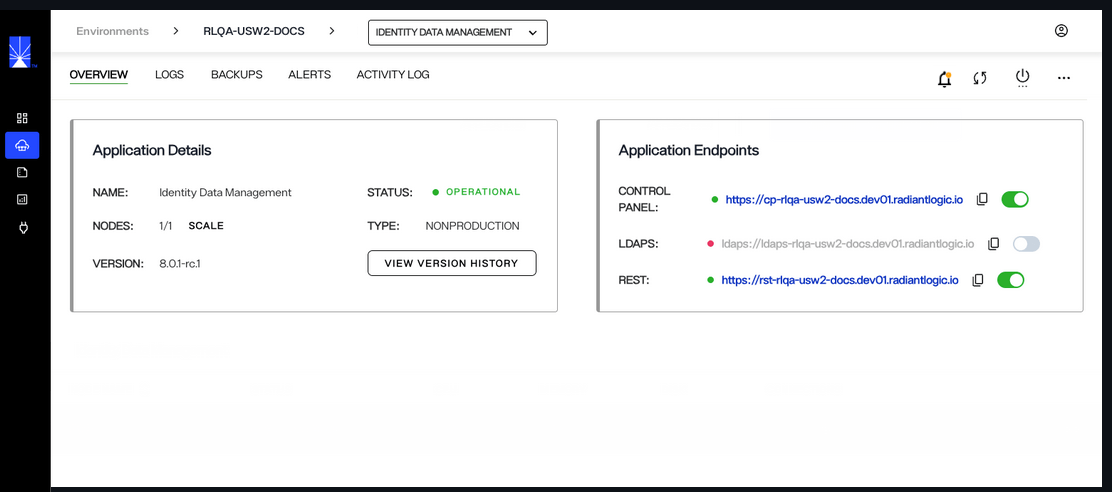 Environments > RLQA-USW2-DOCS > IDENTITY DATA MANAGEMENT
OVERVIEW LOGS BACKUPS ALERTS ACTIVITY LOG
Application Details
NAME: Identity Data Management STATUS: OPERATIONAL
NODES: 1/1 SCALE TYPE: NONPRODUCTION
VERSION: 8.0.1-rc.1 VIEW VERSION HISTORY
Application Endpoints
CONTROL
PANEL: https://cp-rlqa-usw2-docs.dev01.radiantlogic.io
LDAPS: ldaps://ldaps-rlqa-usw2-docs.dev01.radiantlogic.io
REST: https://rst-rlqa-usw2-docs.dev01.radiantlogic.io